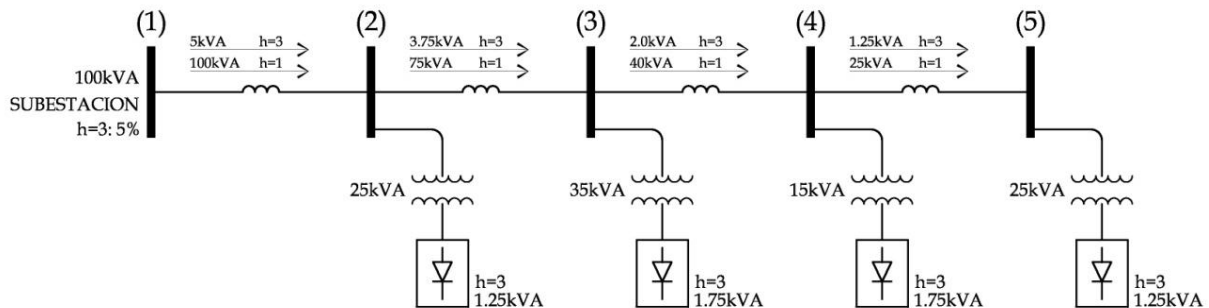 (1)
(2)
(3)
(4)
(5)
5kVA h=3
100kVA h=1
3.75kVA h=3
75kVA h=1
2.0kVA h=3
40kVA h=1
1.25kVA h=3
25kVA h=1
100kVA
SUBESTACION
h=3: 5%
25kVA
35kVA
15kVA
25kVA
h=3
1.25kVA
h=3
1.75kVA
h=3
1.75kVA
h=3
1.25kVA